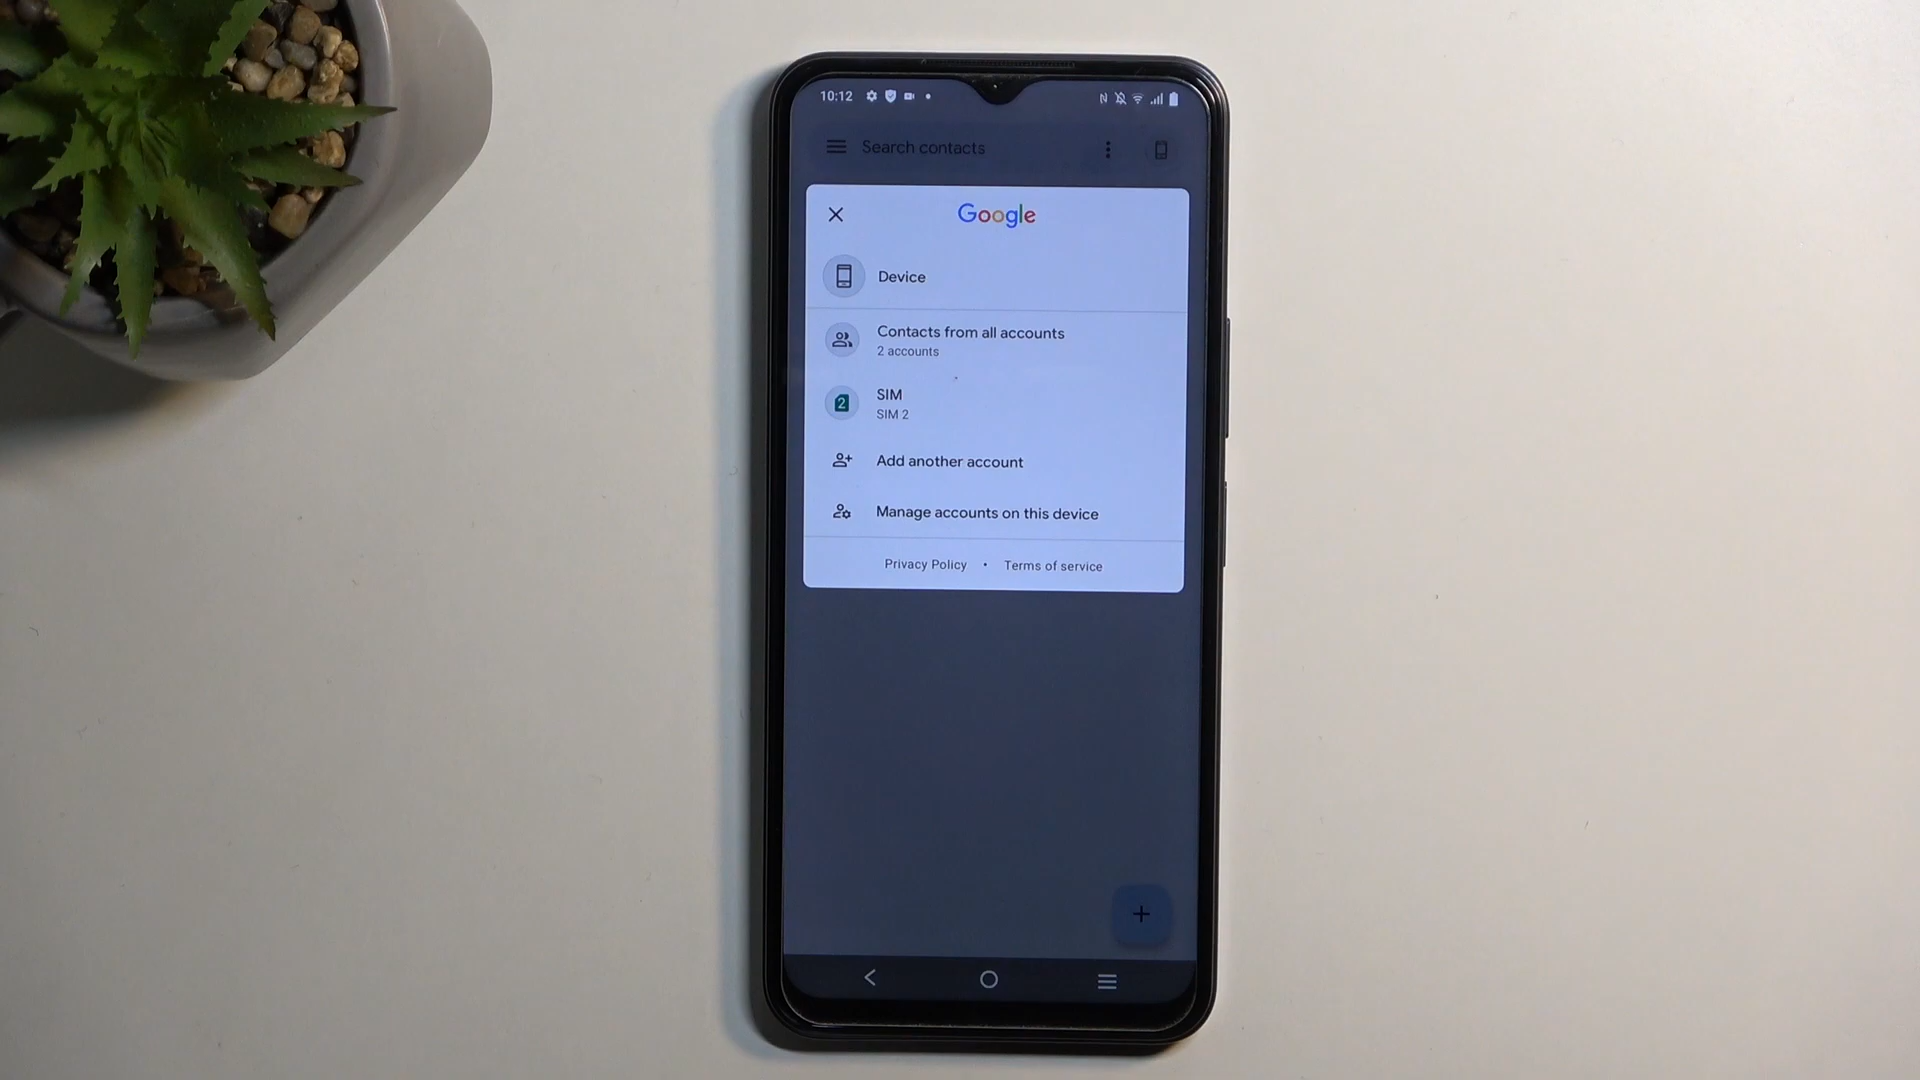 10:12
Search contacts
Google
Device
Contacts from all accounts
2 accounts
2
SIM
SIM 2
Add another account
Manage accounts on this device
Privacy Policy • Terms of service